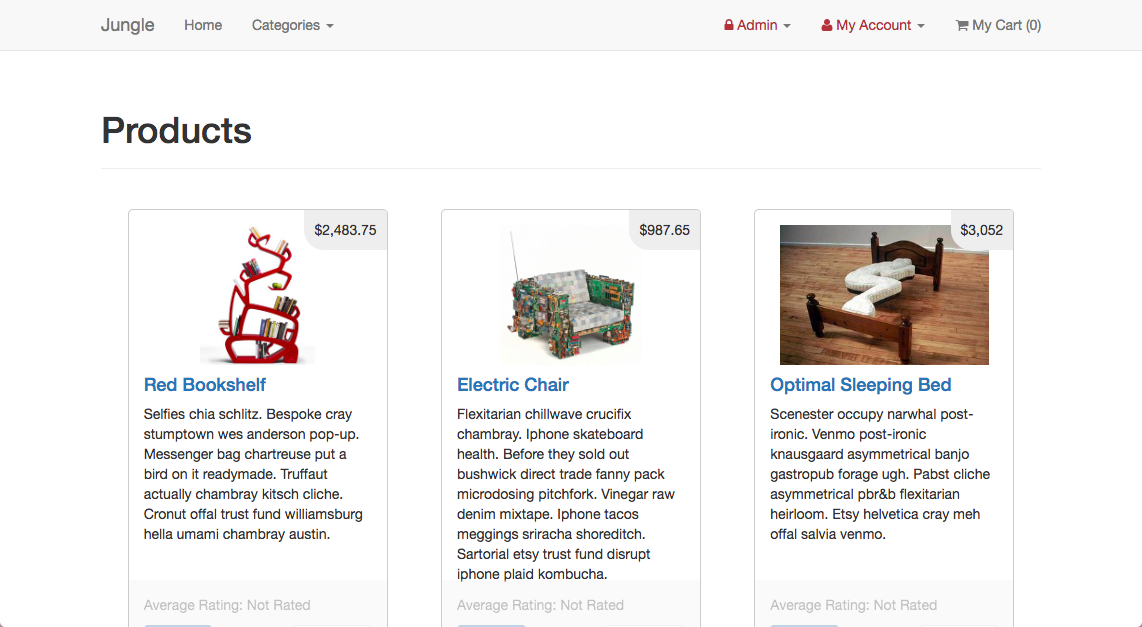 Jungle Home Categories Admin My Account My Cart (0)
Products
$2,483.75
Red Bookshelf
Selfies chia schlitz. Bespoke cray
stumptown wes anderson pop-up.
Messenger bag chartreuse put a
bird on it readymade. Truffaut
actually chambray kitsch cliche.
Cronut offal trust fund williamsburg
hella umami chambray austin.
Average Rating: Not Rated
$987.65
Electric Chair
Flexitarian chillwave crucifix
chambray. Iphone skateboard
health. Before they sold out
bushwick direct trade fanny pack
microdosing pitchfork. Vinegar raw
denim mixtape. Iphone tacos
meggings sriracha shoreditch.
Sartorial etsy trust fund disrupt
iphone plaid kombucha.
Average Rating: Not Rated
$3,052
Optimal Sleeping Bed
Scenester occupy narwhal post-
ironic. Venmo post-ironic
knausgaard asymmetrical banjo
gastropub forage ugh. Pabst cliche
asymmetrical pbr&b flexitarian
heirloom. Etsy helvetica cray meh
offal salvia venmo.
Average Rating: Not Rated